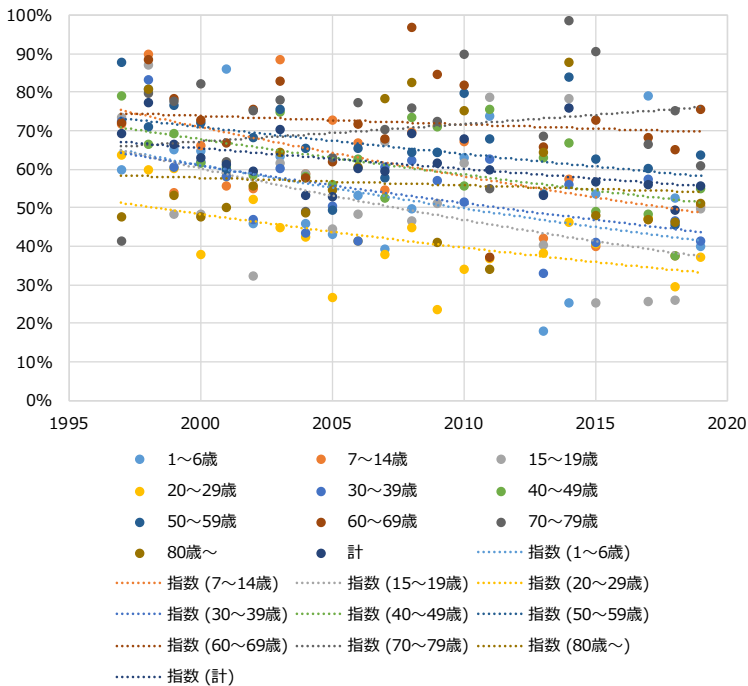 100%
90%
80%
70%
60%
50%
40%
30%
20%
10%
0%
1995 2000 2005 2010 2015 2020
1～6歳 7～14歳 15～19歳
20～29歳 30～39歳 40～49歳
50～59歳 60～69歳 70～79歳
80歳～ 計 指数 (1～6歳)
指数 (7～14歳) 指数 (15～19歳) 指数 (20～29歳)
指数 (30～39歳) 指数 (40～49歳) 指数 (50～59歳)
指数 (60～69歳) 指数 (70～79歳) 指数 (80歳～)
指数 (計)